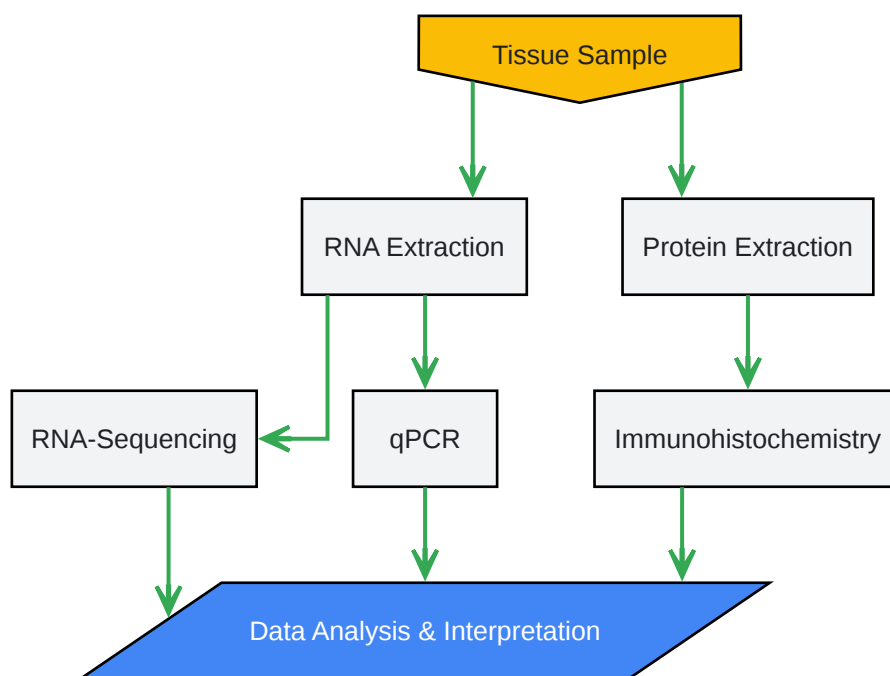 Tissue Sample
RNA Extraction
Protein Extraction
RNA-Sequencing
qPCR
Immunohistochemistry
Data Analysis & Interpretation